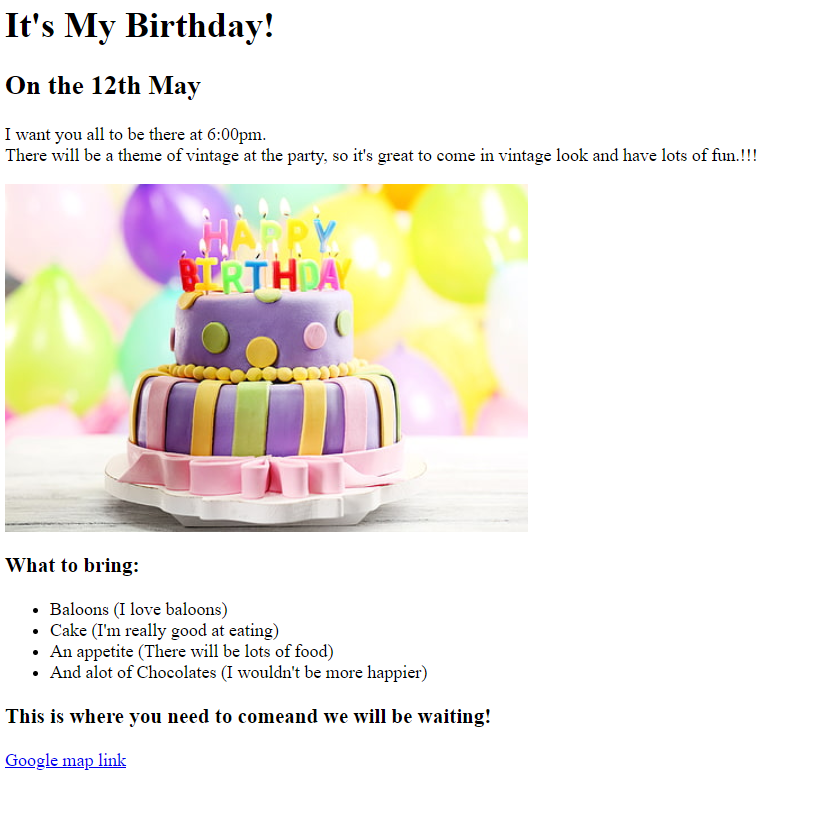 It's My Birthday!
On the 12th May
I want you all to be there at 6:00pm.
There will be a theme of vintage at the party, so it's great to come in vintage look and have lots of fun.!!!
HAPPY
BIRTHDAY
What to bring:
Baloons (I love baloons)
Cake (I'm really good at eating)
An appetite (There will be lots of food)
And alot of Chocolates (I wouldn't be more happier)
This is where you need to comeand we will be waiting!
Google map link